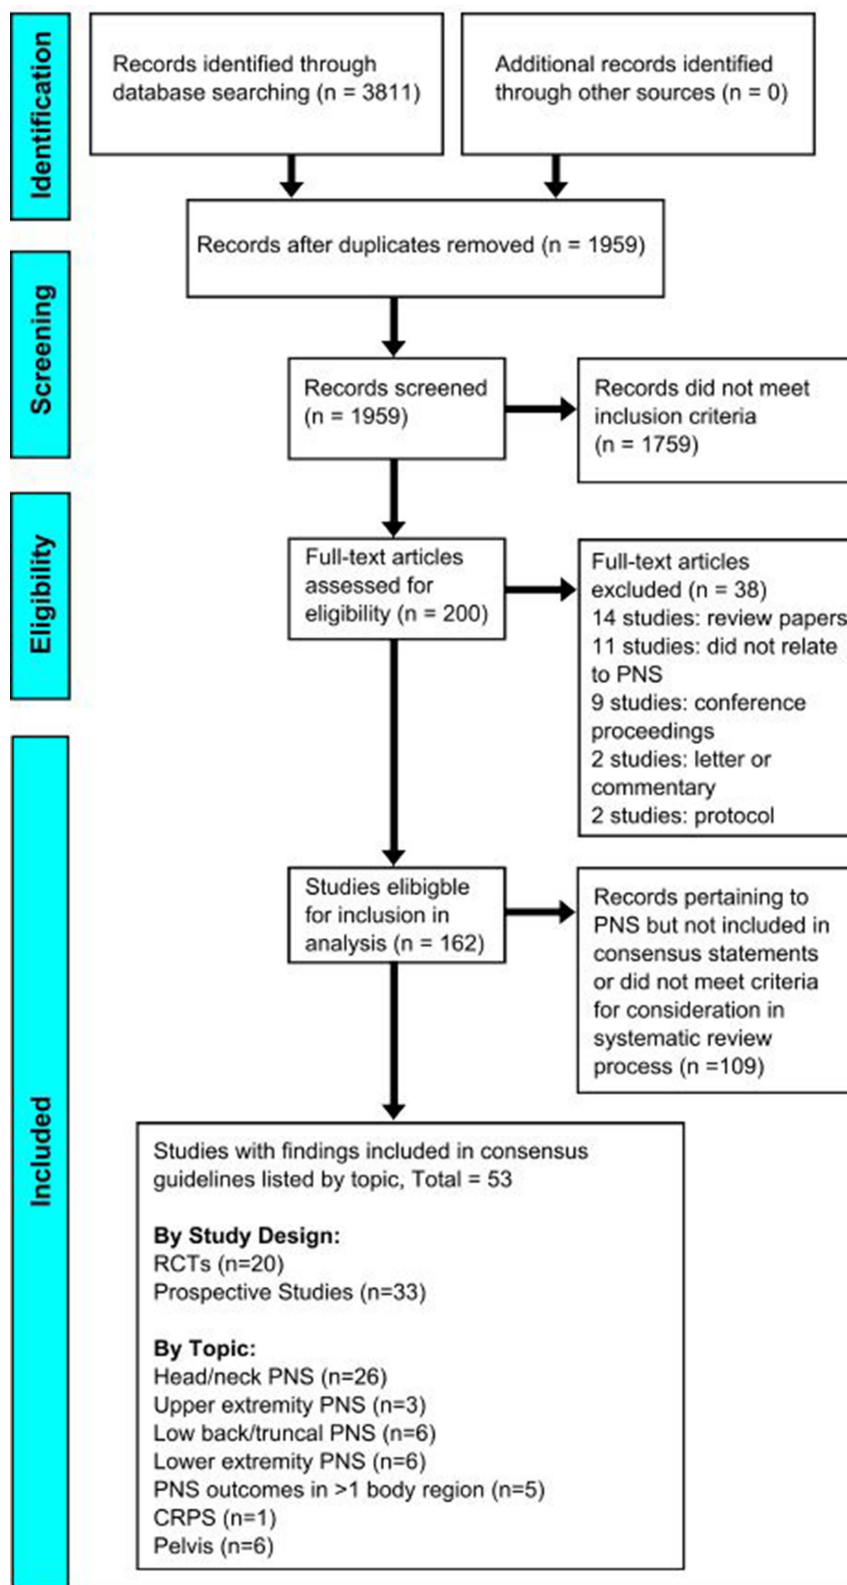 Identification
Records identified through
database searching (n = 3811)
Additional records identified
through other sources (n = 0)
Records after duplicates removed (n = 1959)
Screening
Records screened
(n = 1959)
Records did not meet
inclusion criteria
(n = 1759)
Eligibility
Full-text articles
assessed for
eligibility (n = 200)
Full-text articles
excluded (n = 38)
14 studies: review papers
11 studies: did not relate
to PNS
9 studies: conference
proceedings
2 studies: letter or
commentary
2 studies: protocol
Included
Studies elibigble
for inclusion in
analysis (n = 162)
Records pertaining to
PNS but not included in
consensus statements
or did not meet criteria
for consideration in
systematic review
process (n =109)
Studies with findings included in consensus
guidelines listed by topic, Total = 53
By Study Design:
RCTs (n=20)
Prospective Studies (n=33)
By Topic:
Head/neck PNS (n=26)
Upper extremity PNS (n=3)
Low back/truncal PNS (n=6)
Lower extremity PNS (n=6)
PNS outcomes in >1 body region (n=5)
CRPS (n=1)
Pelvis (n=6)